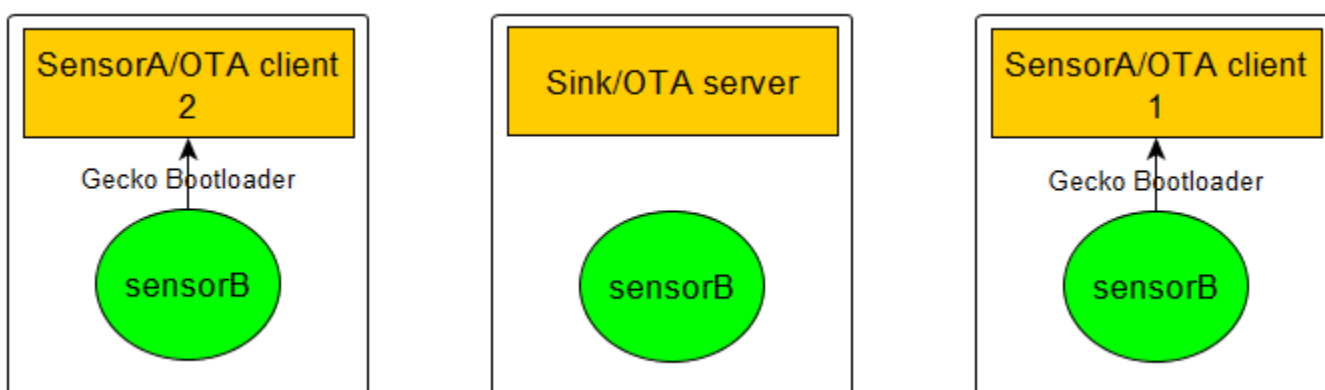 SensorA/OTA client
2
Gecko Bootloader
sensorB
Sink/OTA server
sensorB
SensorA/OTA client
1
Gecko Bootloader
sensorB